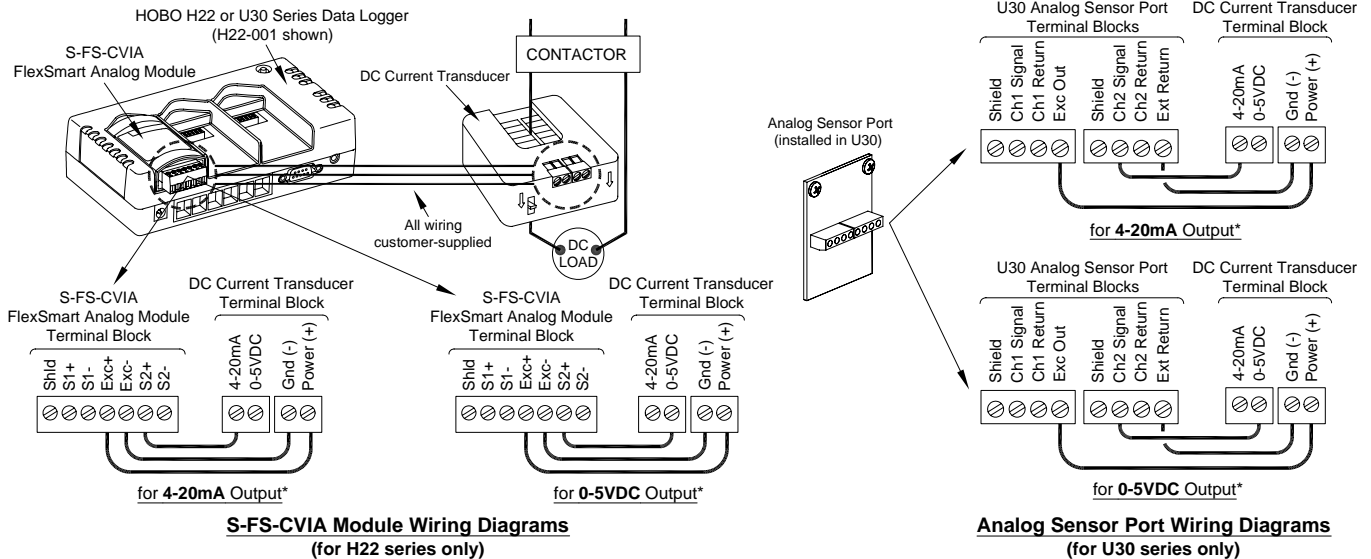 HOBO H22 or U30 Series Data Logger
(H22-001 shown)
S-FS-CVIA
FlexSmart Analog Module
DC Current Transducer
CONTACTOR
All wiring
customer-supplied
DC
LOAD
S-FS-CVIA
FlexSmart Analog Module
Terminal Block
DC Current Transducer
Terminal Block
Shld
S1+
S1-
Exc+
Exc-
S2+
S2-
4-20mA
0-5VDC
Gnd (-)
Power (+)
for 4-20mA Output*
S-FS-CVIA
FlexSmart Analog Module
Terminal Block
DC Current Transducer
Terminal Block
Shld
S1+
S1-
Exc+
Exc-
S2+
S2-
4-20mA
0-5VDC
Gnd (-)
Power (+)
for 0-5VDC Output*
S-FS-CVIA Module Wiring Diagrams
(for H22 series only)
Analog Sensor Port
(installed in U30)
U30 Analog Sensor Port
Terminal Blocks
DC Current Transducer
Terminal Block
Shield
Ch1 Signal
Ch1 Return
Exc Out
Shield
Ch2 Signal
Ch2 Return
Ext Return
4-20mA
0-5VDC
Gnd (-)
Power (+)
for 4-20mA Output*
U30 Analog Sensor Port
Terminal Blocks
DC Current Transducer
Terminal Block
Shield
Ch1 Signal
Ch1 Return
Exc Out
Shield
Ch2 Signal
Ch2 Return
Ext Return
4-20mA
0-5VDC
Gnd (-)
Power (+)
for 0-5VDC Output*
Analog Sensor Port Wiring Diagrams
(for U30 series only)